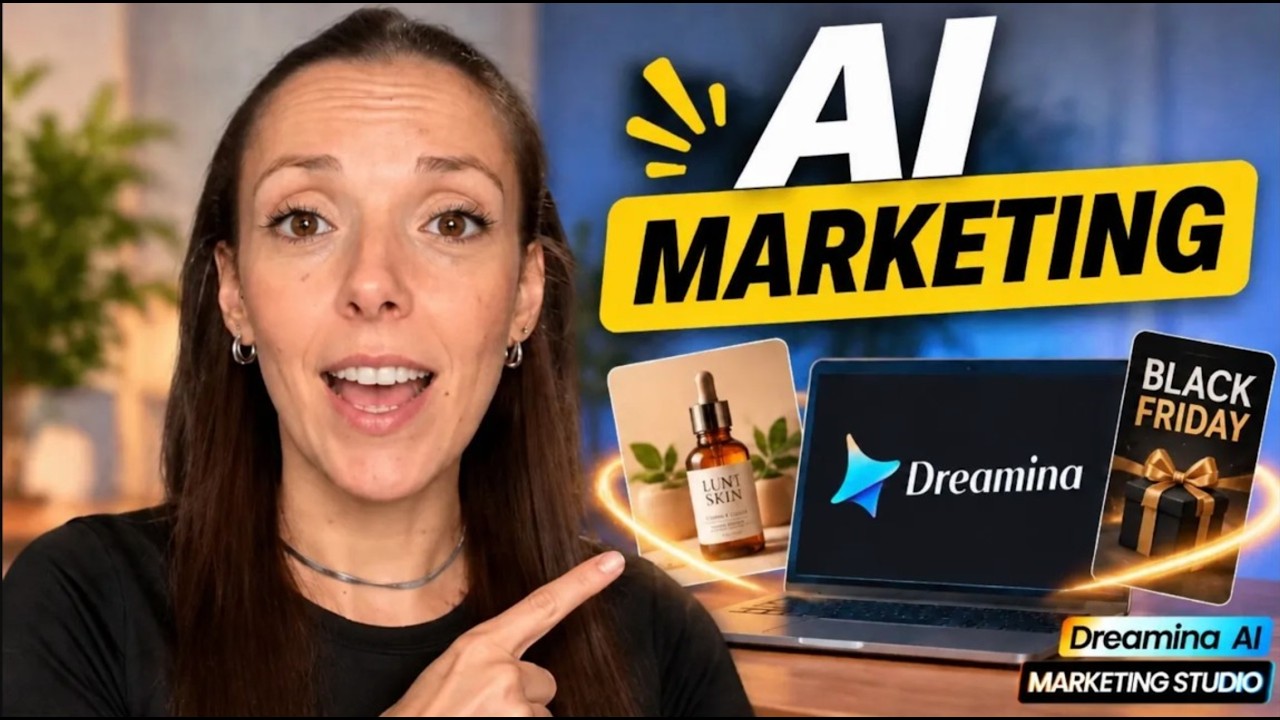 AI
MARKETING
LUNT
SKIN
Dreamina
BLACK
FRIDAY
Dreamina AI
MARKETING STUDIO